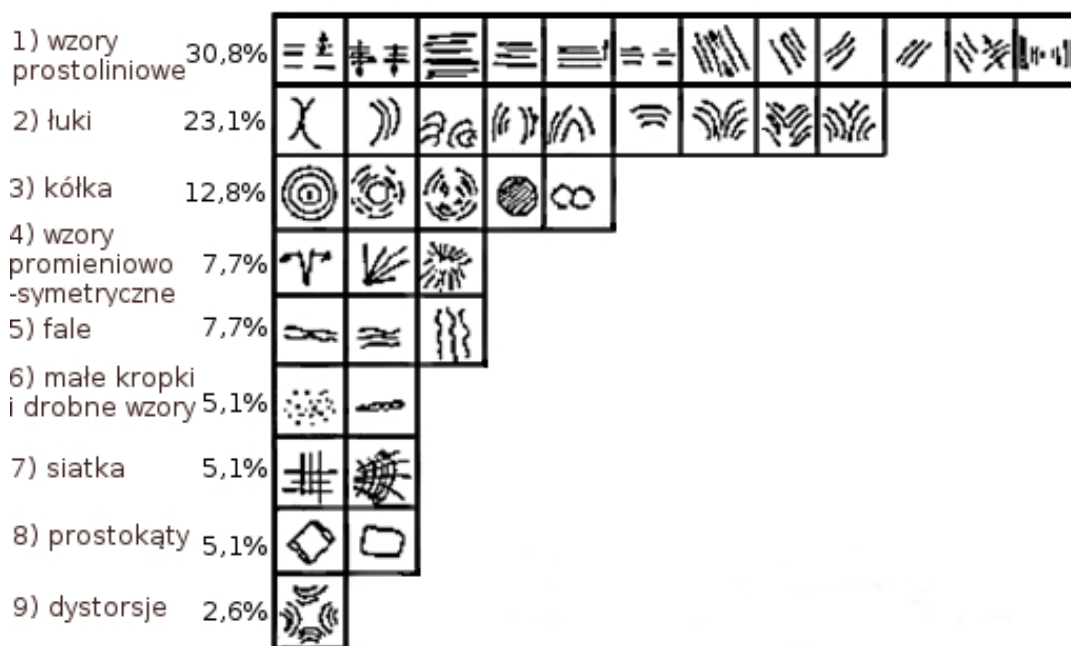 1) wzory
prostoliniowe 30,8%
2) łuki 23,1%
3) kółka 12,8%
4) wzory
promieniowo 7,7%
-symetryczne
5) fale 7,7%
6) małe kropki
i drobne wzory 5,1%
7) siatka 5,1%
8) prostokąty 5,1%
9) dystorsje 2,6%